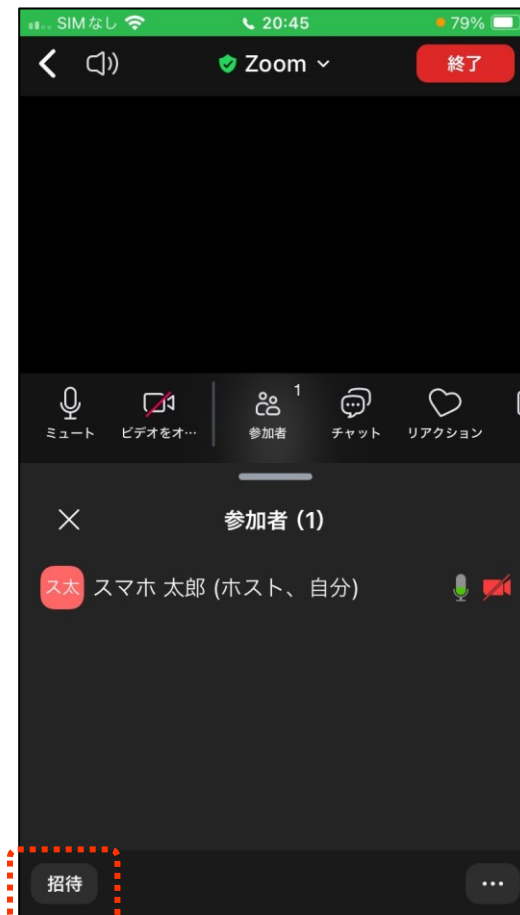 SIMなし 20:45 79%
Zoom 終了
1
ミュート ビデオをオ… 参加者 チャット リアクション
参加者 (1)
ス太 スマホ 太郎 (ホスト、自分)
招待 …